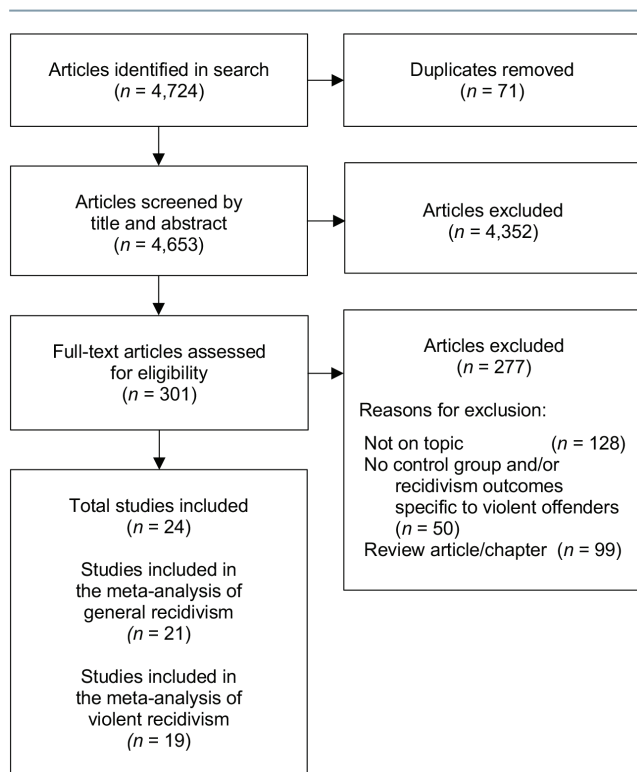 Articles identified in search
(n = 4,724)
Duplicates removed
(n = 71)
Articles screened by
title and abstract
(n = 4,653)
Articles excluded
(n = 4,352)
Full-text articles assessed
for eligibility
(n = 301)
Articles excluded
(n = 277)
Reasons for exclusion:
Not on topic (n = 128)
No control group and/or
recidivism outcomes
specific to violent offenders
(n = 50)
Review article/chapter (n = 99)
Total studies included
(n = 24)
Studies included in
the meta-analysis of
general recidivism
(n = 21)
Studies included in
the meta-analysis of
violent recidivism
(n = 19)